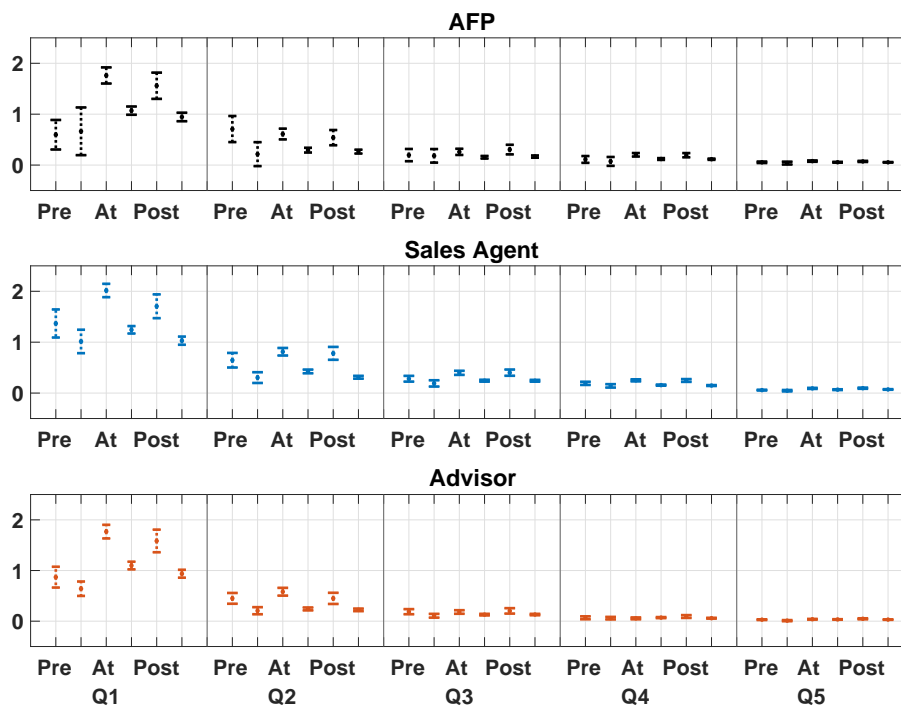 AFP
2
1
0
Pre At Post Pre At Post Pre At Post Pre At Post Pre At Post
Sales Agent
2
1
0
Pre At Post Pre At Post Pre At Post Pre At Post Pre At Post
Advisor
2
1
0
Pre At Post Pre At Post Pre At Post Pre At Post Pre At Post
Q1 Q2 Q3 Q4 Q5